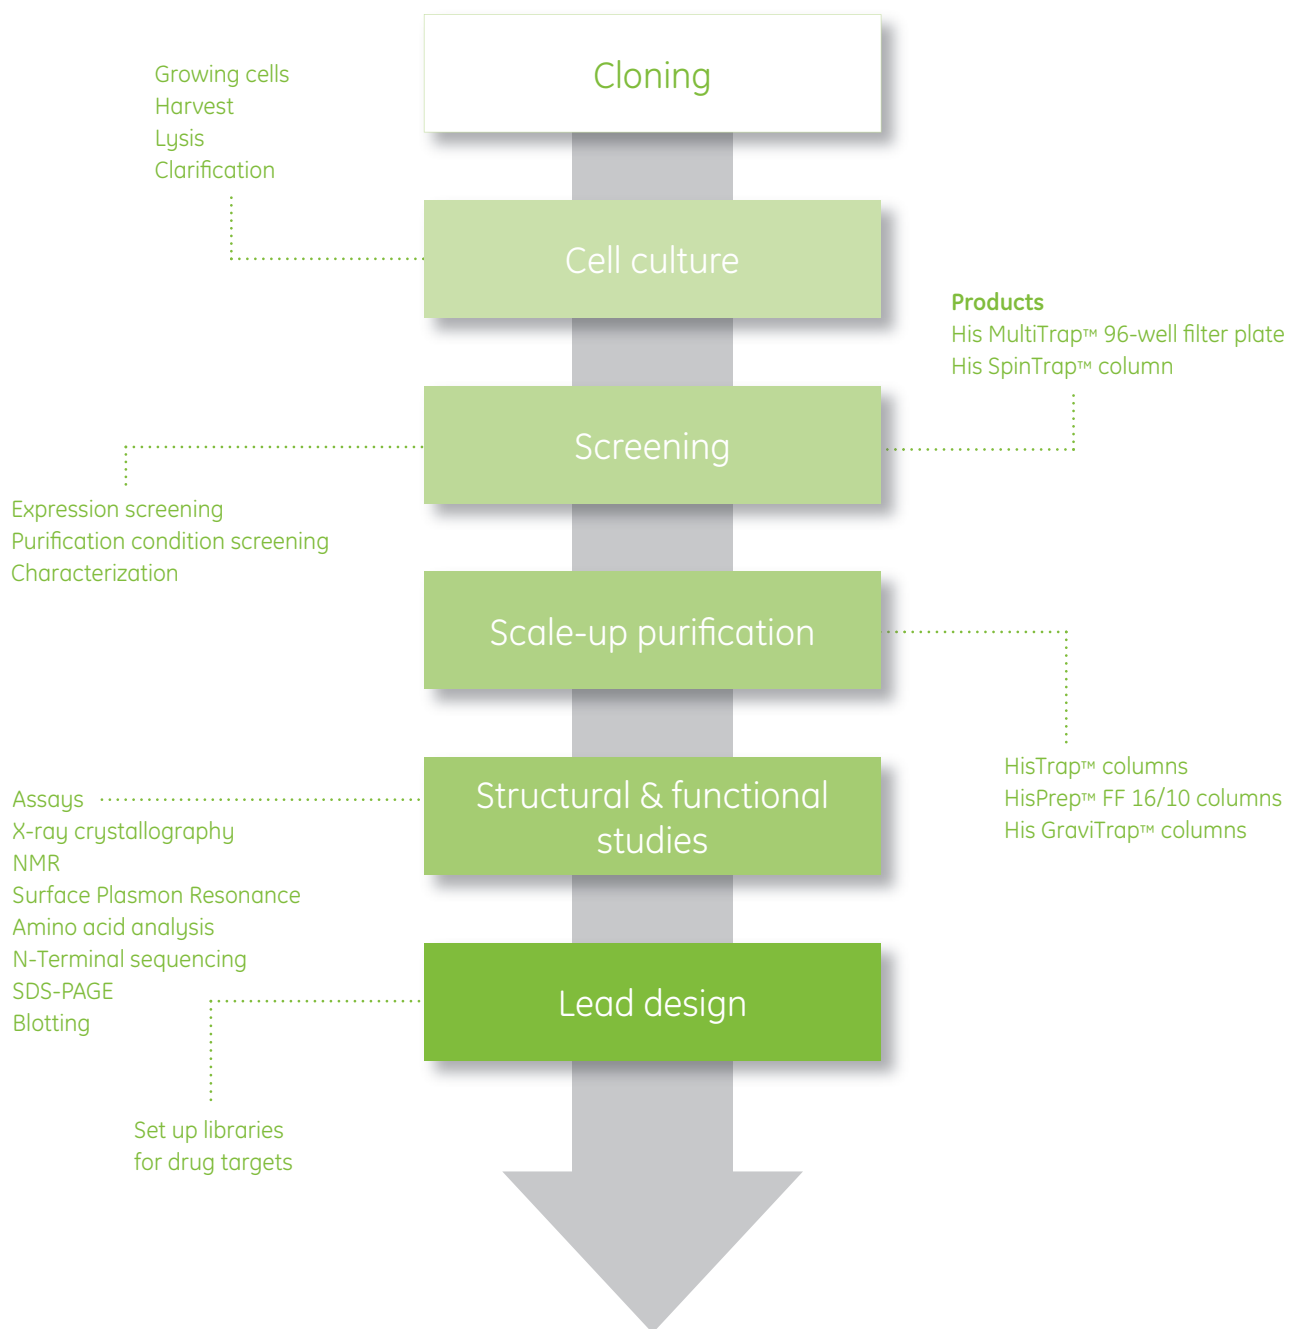 Cloning
Growing cells
Harvest
Lysis
Clarification
Cell culture
Products
His MultiTrap™ 96-well filter plate
His SpinTrap™ column
Screening
Expression screening
Purification condition screening
Characterization
Scale-up purification
HisTrap™ columns
HisPrep™ FF 16/10 columns
His GraviTrap™ columns
Structural & functional
studies
Assays
X-ray crystallography
NMR
Surface Plasmon Resonance
Amino acid analysis
N-Terminal sequencing
SDS-PAGE
Blotting
Lead design
Set up libraries
for drug targets